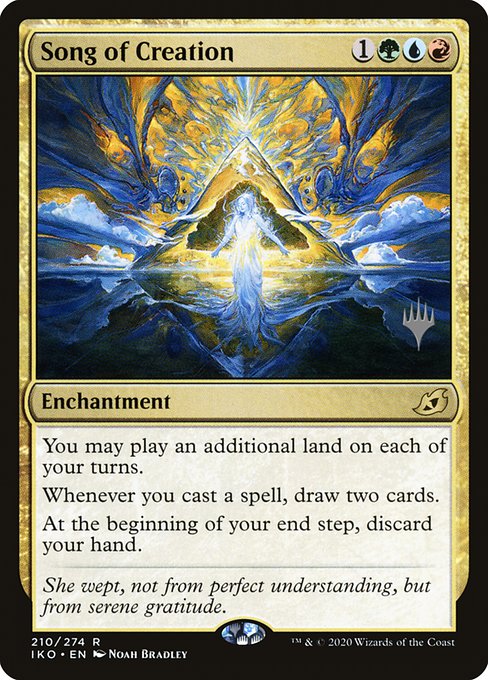 Song of Creation 1
Enchantment
You may play an additional land on each of
your turns.
Whenever you cast a spell, draw two cards.
At the beginning of your end step, discard
your hand.
She wept, not from perfect understanding, but
from serene gratitude.
210/274 R
IKO • EN Noah Bradley
™ & © 2020 Wizards of the Coast